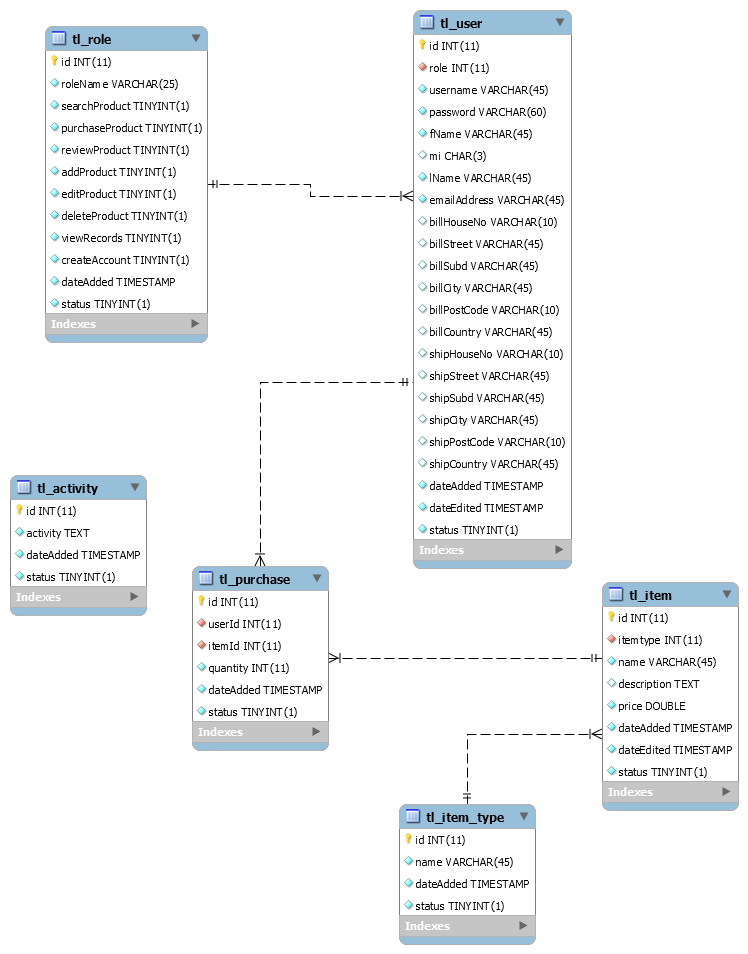 tl_role
id INT(11)
roleName VARCHAR(25)
searchProduct TINYINT(1)
purchaseProduct TINYINT(1)
reviewProduct TINYINT(1)
addProduct TINYINT(1)
editProduct TINYINT(1)
deleteProduct TINYINT(1)
viewRecords TINYINT(1)
createAccount TINYINT(1)
dateAdded TIMESTAMP
status TINYINT(1)
Indexes
tl_user
id INT(11)
role INT(11)
username VARCHAR(45)
password VARCHAR(60)
fName VARCHAR(45)
mi CHAR(3)
lName VARCHAR(45)
emailAddress VARCHAR(45)
billHouseNo VARCHAR(10)
billStreet VARCHAR(45)
billSubd VARCHAR(45)
billCity VARCHAR(45)
billPostCode VARCHAR(10)
billCountry VARCHAR(45)
shipHouseNo VARCHAR(10)
shipStreet VARCHAR(45)
shipSubd VARCHAR(45)
shipCity VARCHAR(45)
shipPostCode VARCHAR(10)
shipCountry VARCHAR(45)
dateAdded TIMESTAMP
dateEdited TIMESTAMP
status TINYINT(1)
Indexes
tl_activity
id INT(11)
activity TEXT
dateAdded TIMESTAMP
status TINYINT(1)
Indexes
tl_purchase
id INT(11)
userId INT(11)
itemId INT(11)
quantity INT(11)
dateAdded TIMESTAMP
status TINYINT(1)
Indexes
tl_item
id INT(11)
itemtype INT(11)
name VARCHAR(45)
description TEXT
price DOUBLE
dateAdded TIMESTAMP
dateEdited TIMESTAMP
status TINYINT(1)
Indexes
tl_item_type
id INT(11)
name VARCHAR(45)
dateAdded TIMESTAMP
status TINYINT(1)
Indexes